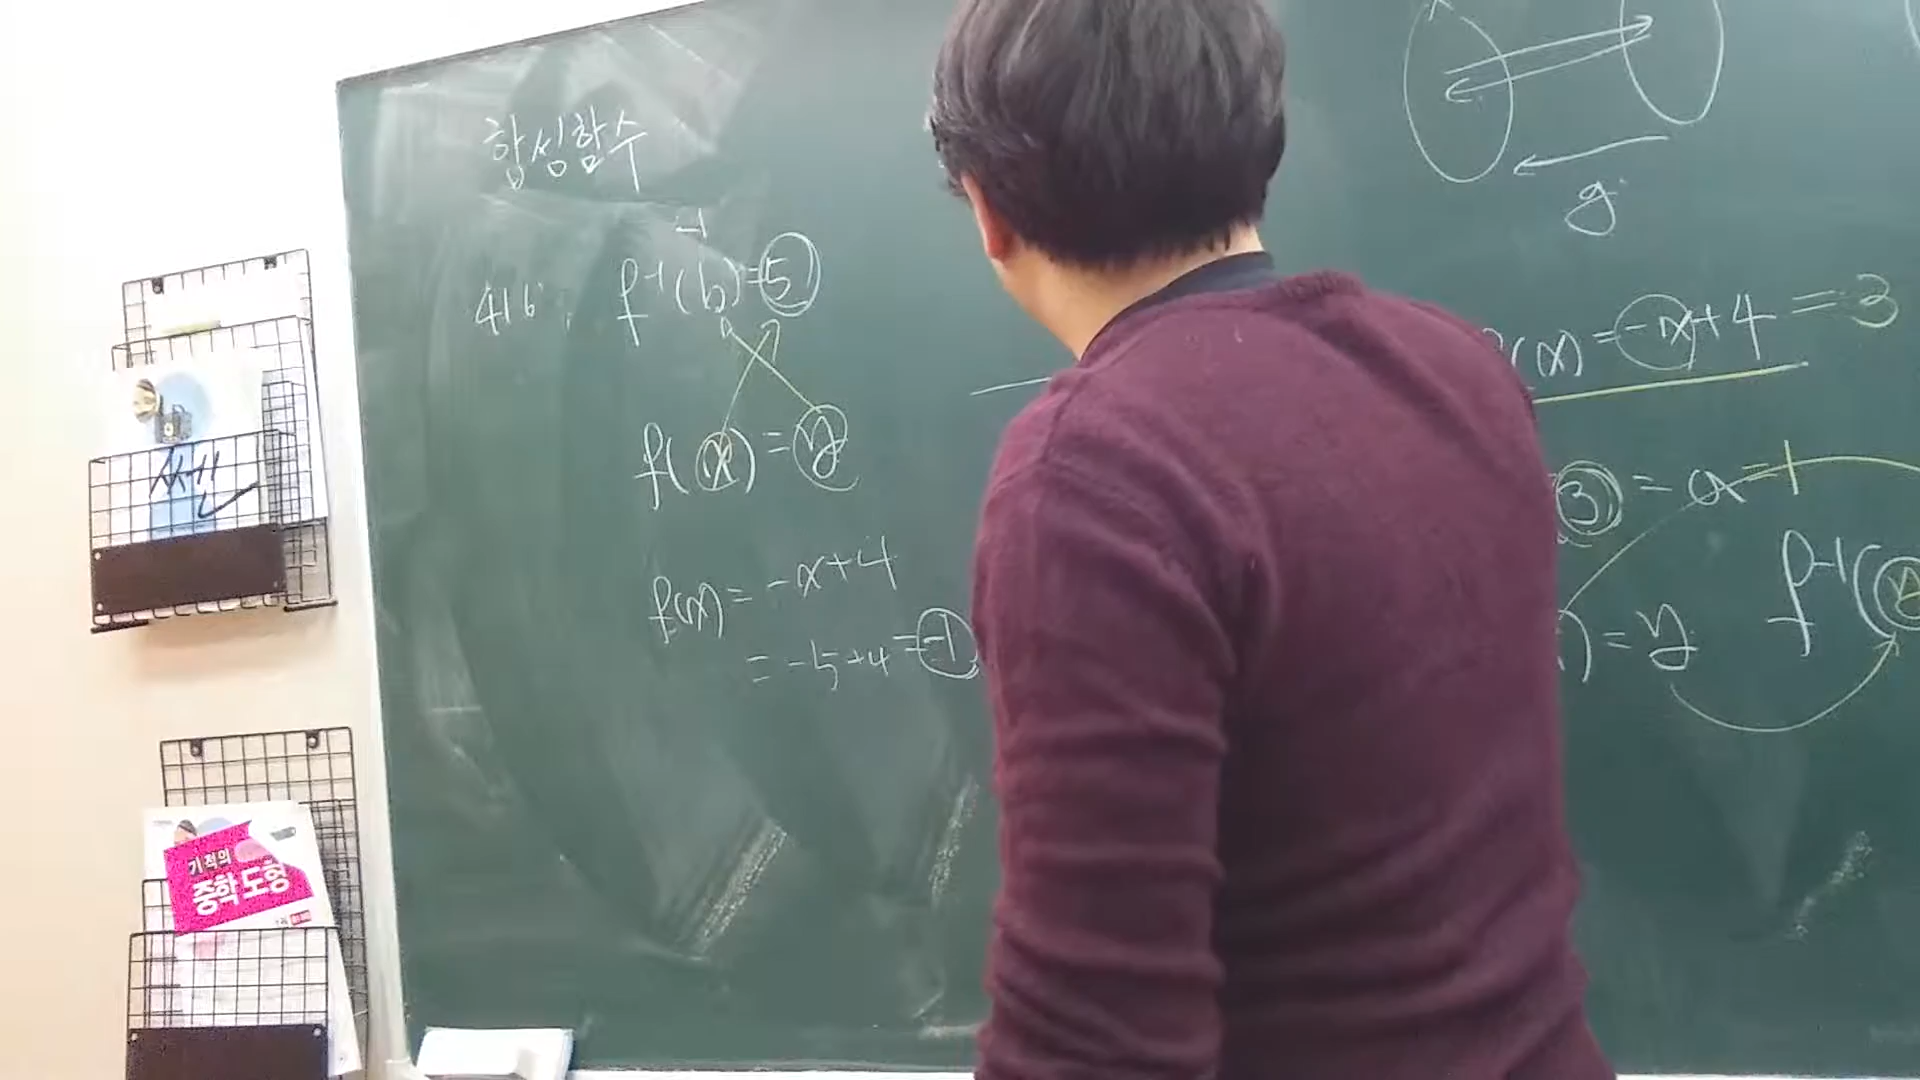 합성함수
-1
416. f⁻¹(b)=5
f(x)=y
f(x)=-x+4
=-5+4=-1
g
(x)=-x+4=3
3=a=1
)=y
f⁻¹(y
쎈
기적의
중학도형